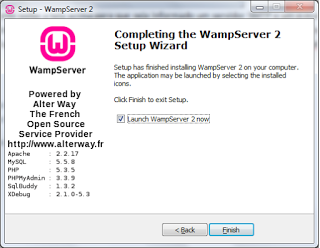 Setup - WampServer 2
WampServer
Powered by
Alter Way
The French
Open Source
Service Provider
http://www.alterway.fr
Apache : 2.2.17
MySQL : 5.5.8
PHP : 5.3.5
PHPMyAdmin : 3.3.9
SqlBuddy : 1.3.2
XDebug : 2.1.0-5.3
Completing the WampServer 2
Setup Wizard
Setup has finished installing WampServer 2 on your computer.
The application may be launched by selecting the installed
icons.
Click Finish to exit Setup.
Launch WampServer 2 now
< Back
Finish